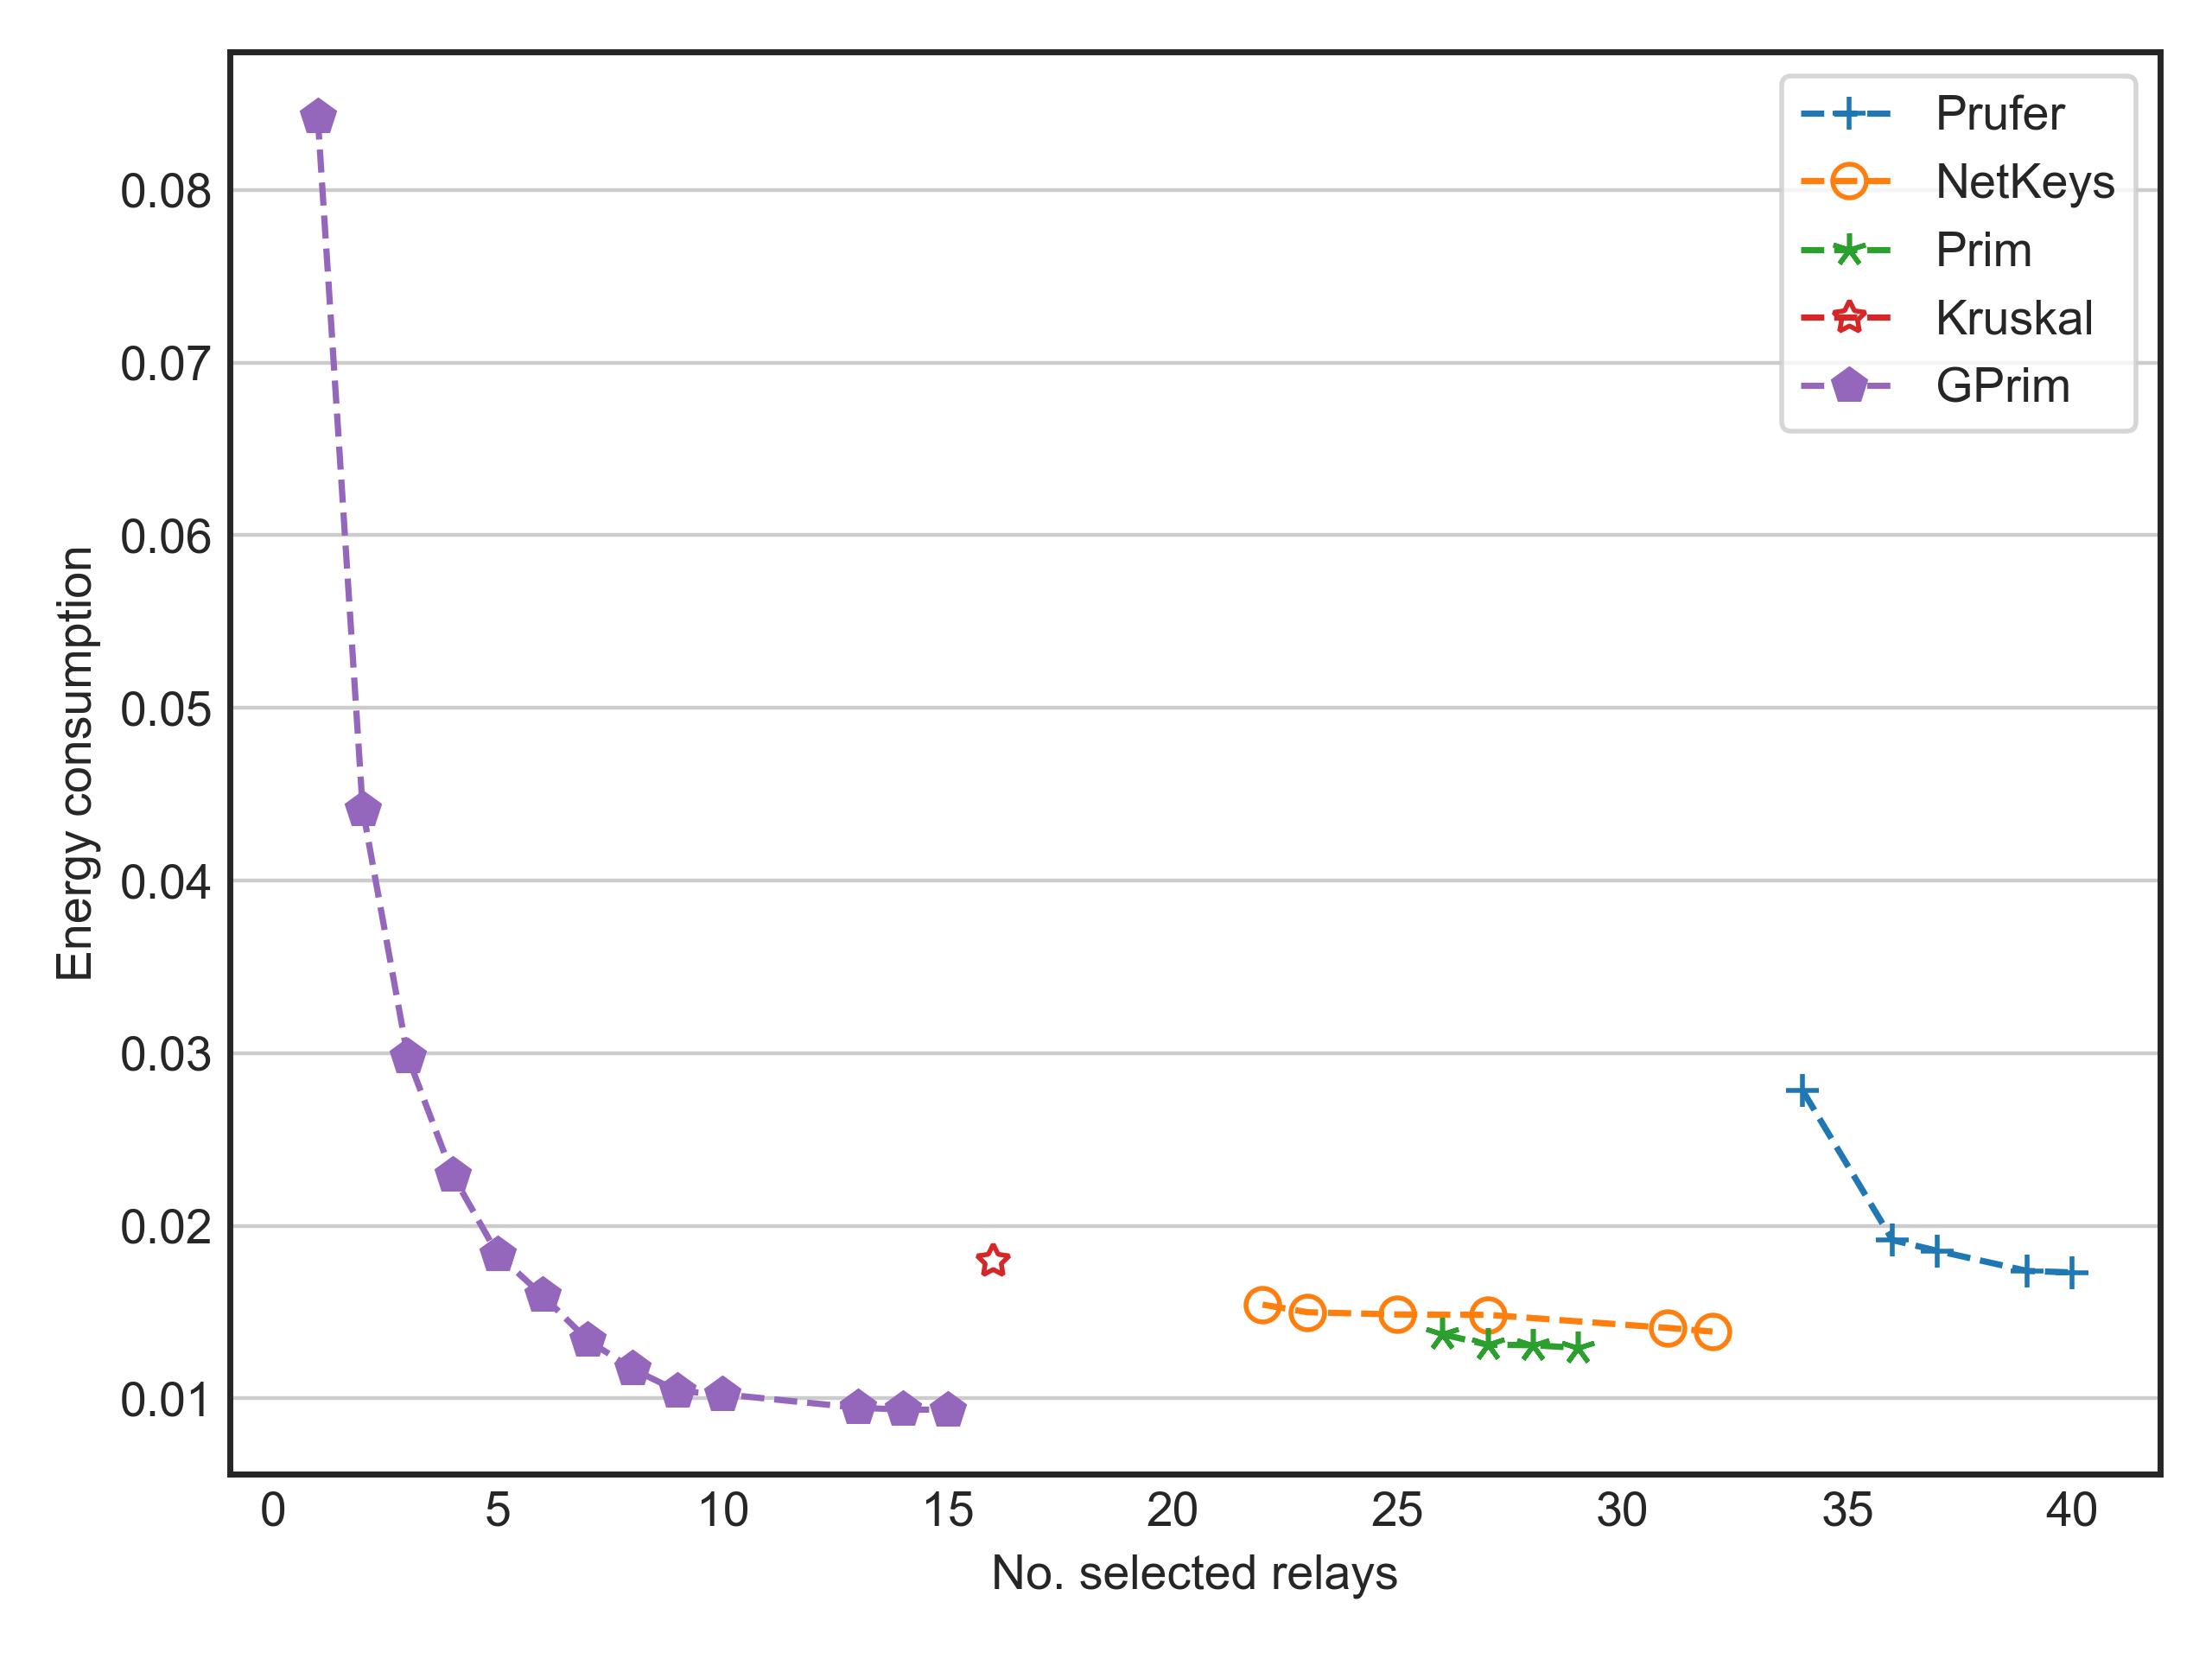 Prufer
NetKeys
Prim
Kruskal
GPrim
Energy consumption
0.08
0.07
0.06
0.05
0.04
0.03
0.02
0.01
0 5 10 15 20 25 30 35 40
No. selected relays